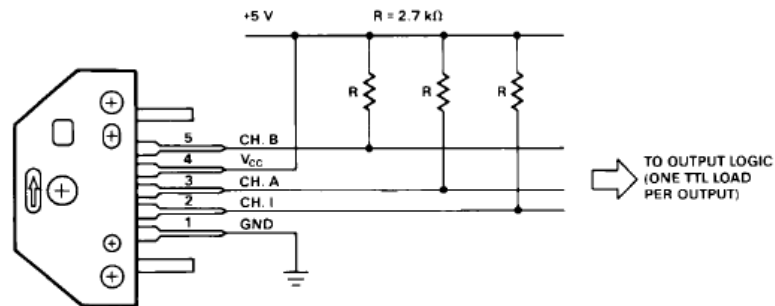 +5 V R = 2.7 kΩ
R R R
5 CH. B
4 VCC
3 CH. A
2 CH. I
1 GND
TO OUTPUT LOGIC
(ONE TTL LOAD
PER OUTPUT)